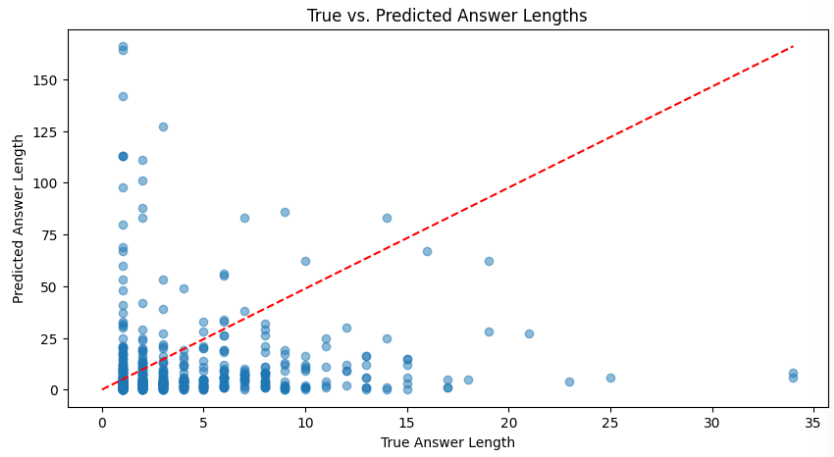 True vs. Predicted Answer Lengths
Predicted Answer Length
150
125
100
75
50
25
0
0 5 10 15 20 25 30 35
True Answer Length